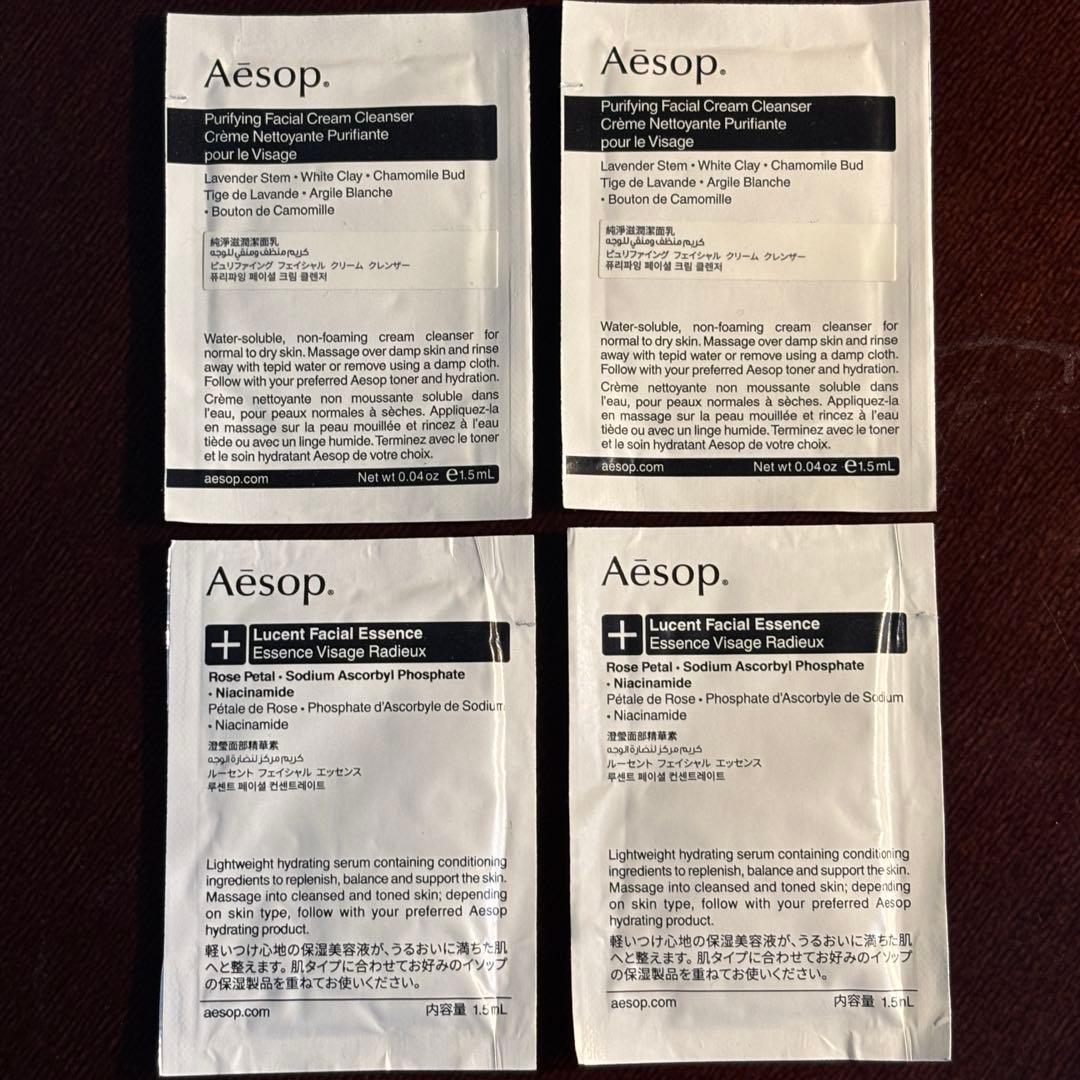 Aēsop®
Purifying Facial Cream Cleanser
Crème Nettoyante Purifiante
pour le Visage
Lavender Stem • White Clay • Chamomile Bud
Tige de Lavande • Argile Blanche
• Bouton de Camomille
純淨滋潤潔面乳
كريم منظف ومنقي للوجه
ピュリファイング フェイシャル クリーム クレンザー
퓨리파잉 페이셜 크림 클렌저
Water-soluble, non-foaming cream cleanser for
normal to dry skin. Massage over damp skin and rinse
away with tepid water or remove using a damp cloth.
Follow with your preferred Aesop toner and hydration.
Crème nettoyante non moussante soluble dans
l'eau, pour peaux normales à sèches. Appliquez-la
en massage sur la peau mouillée et rincez à l'eau
tiède ou avec un linge humide. Terminez avec le toner
et le soin hydratant Aesop de votre choix.
aesop.com Net wt 0.04 oz ℮1.5 mL
Aēsop®
Purifying Facial Cream Cleanser
Crème Nettoyante Purifiante
pour le Visage
Lavender Stem • White Clay • Chamomile Bud
Tige de Lavande • Argile Blanche
• Bouton de Camomille
純淨滋潤潔面乳
كريم منظف ومنقي للوجه
ピュリファイング フェイシャル クリーム クレンザー
퓨리파잉 페이셜 크림 클렌저
Water-soluble, non-foaming cream cleanser for
normal to dry skin. Massage over damp skin and rinse
away with tepid water or remove using a damp cloth.
Follow with your preferred Aesop toner and hydration.
Crème nettoyante non moussante soluble dans
l'eau, pour peaux normales à sèches. Appliquez-la
en massage sur la peau mouillée et rincez à l'eau
tiède ou avec un linge humide. Terminez avec le toner
et le soin hydratant Aesop de votre choix.
aesop.com Net wt 0.04 oz ℮1.5 mL
Aēsop®
+ Lucent Facial Essence
Essence Visage Radieux
Rose Petal • Sodium Ascorbyl Phosphate
• Niacinamide
Pétale de Rose • Phosphate d'Ascorbyle de Sodium
• Niacinamide
澄瑩面部精華素
كريم مركز لنضارة الوجه
ルーセント フェイシャル エッセンス
루센트 페이셜 컨센트레이트
Lightweight hydrating serum containing conditioning
ingredients to replenish, balance and support the skin.
Massage into cleansed and toned skin; depending
on skin type, follow with your preferred Aesop
hydrating product.
軽いつけ心地の保湿美容液が、うるおいに満ちた肌
へと整えます。肌タイプに合わせてお好みのイソップ
の保湿製品を重ねてお使いください。
aesop.com 内容量 1.5mL
Aēsop®
+ Lucent Facial Essence
Essence Visage Radieux
Rose Petal • Sodium Ascorbyl Phosphate
• Niacinamide
Pétale de Rose • Phosphate d'Ascorbyle de Sodium
• Niacinamide
澄瑩面部精華素
كريم مركز لنضارة الوجه
ルーセント フェイシャル エッセンス
루센트 페이셜 컨센트레이트
Lightweight hydrating serum containing conditioning
ingredients to replenish, balance and support the skin.
Massage into cleansed and toned skin; depending
on skin type, follow with your preferred Aesop
hydrating product.
軽いつけ心地の保湿美容液が、うるおいに満ちた肌
へと整えます。肌タイプに合わせてお好みのイソップ
の保湿製品を重ねてお使いください。
aesop.com 内容量 1.5mL